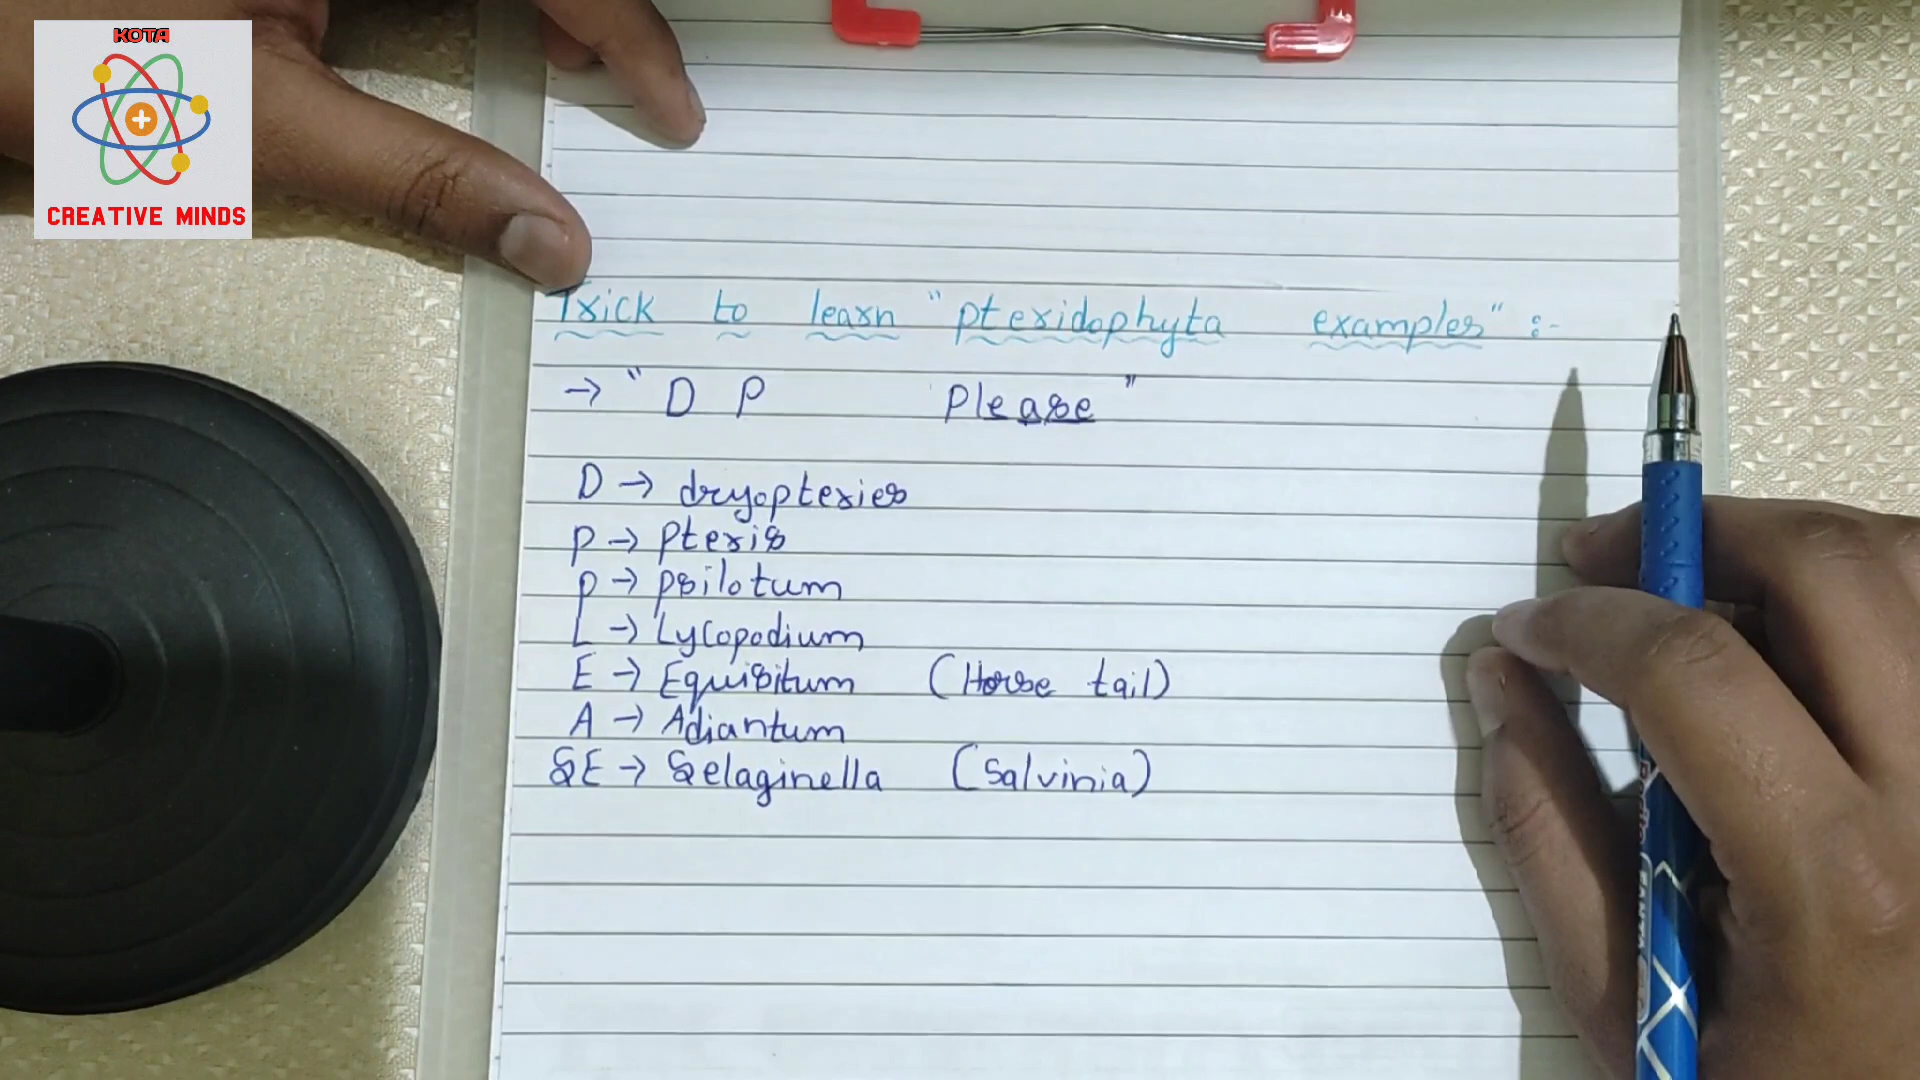 KOTA
CREATIVE MINDS
Trick to learn "pteridophyta examples" :-
→ " D P Please "
D → dryopteries
P → Pteris
P → psilotum
L → Lycopodium
E → Equisitum (Horse tail)
A → Adiantum
SE → Selaginella (Salvinia)